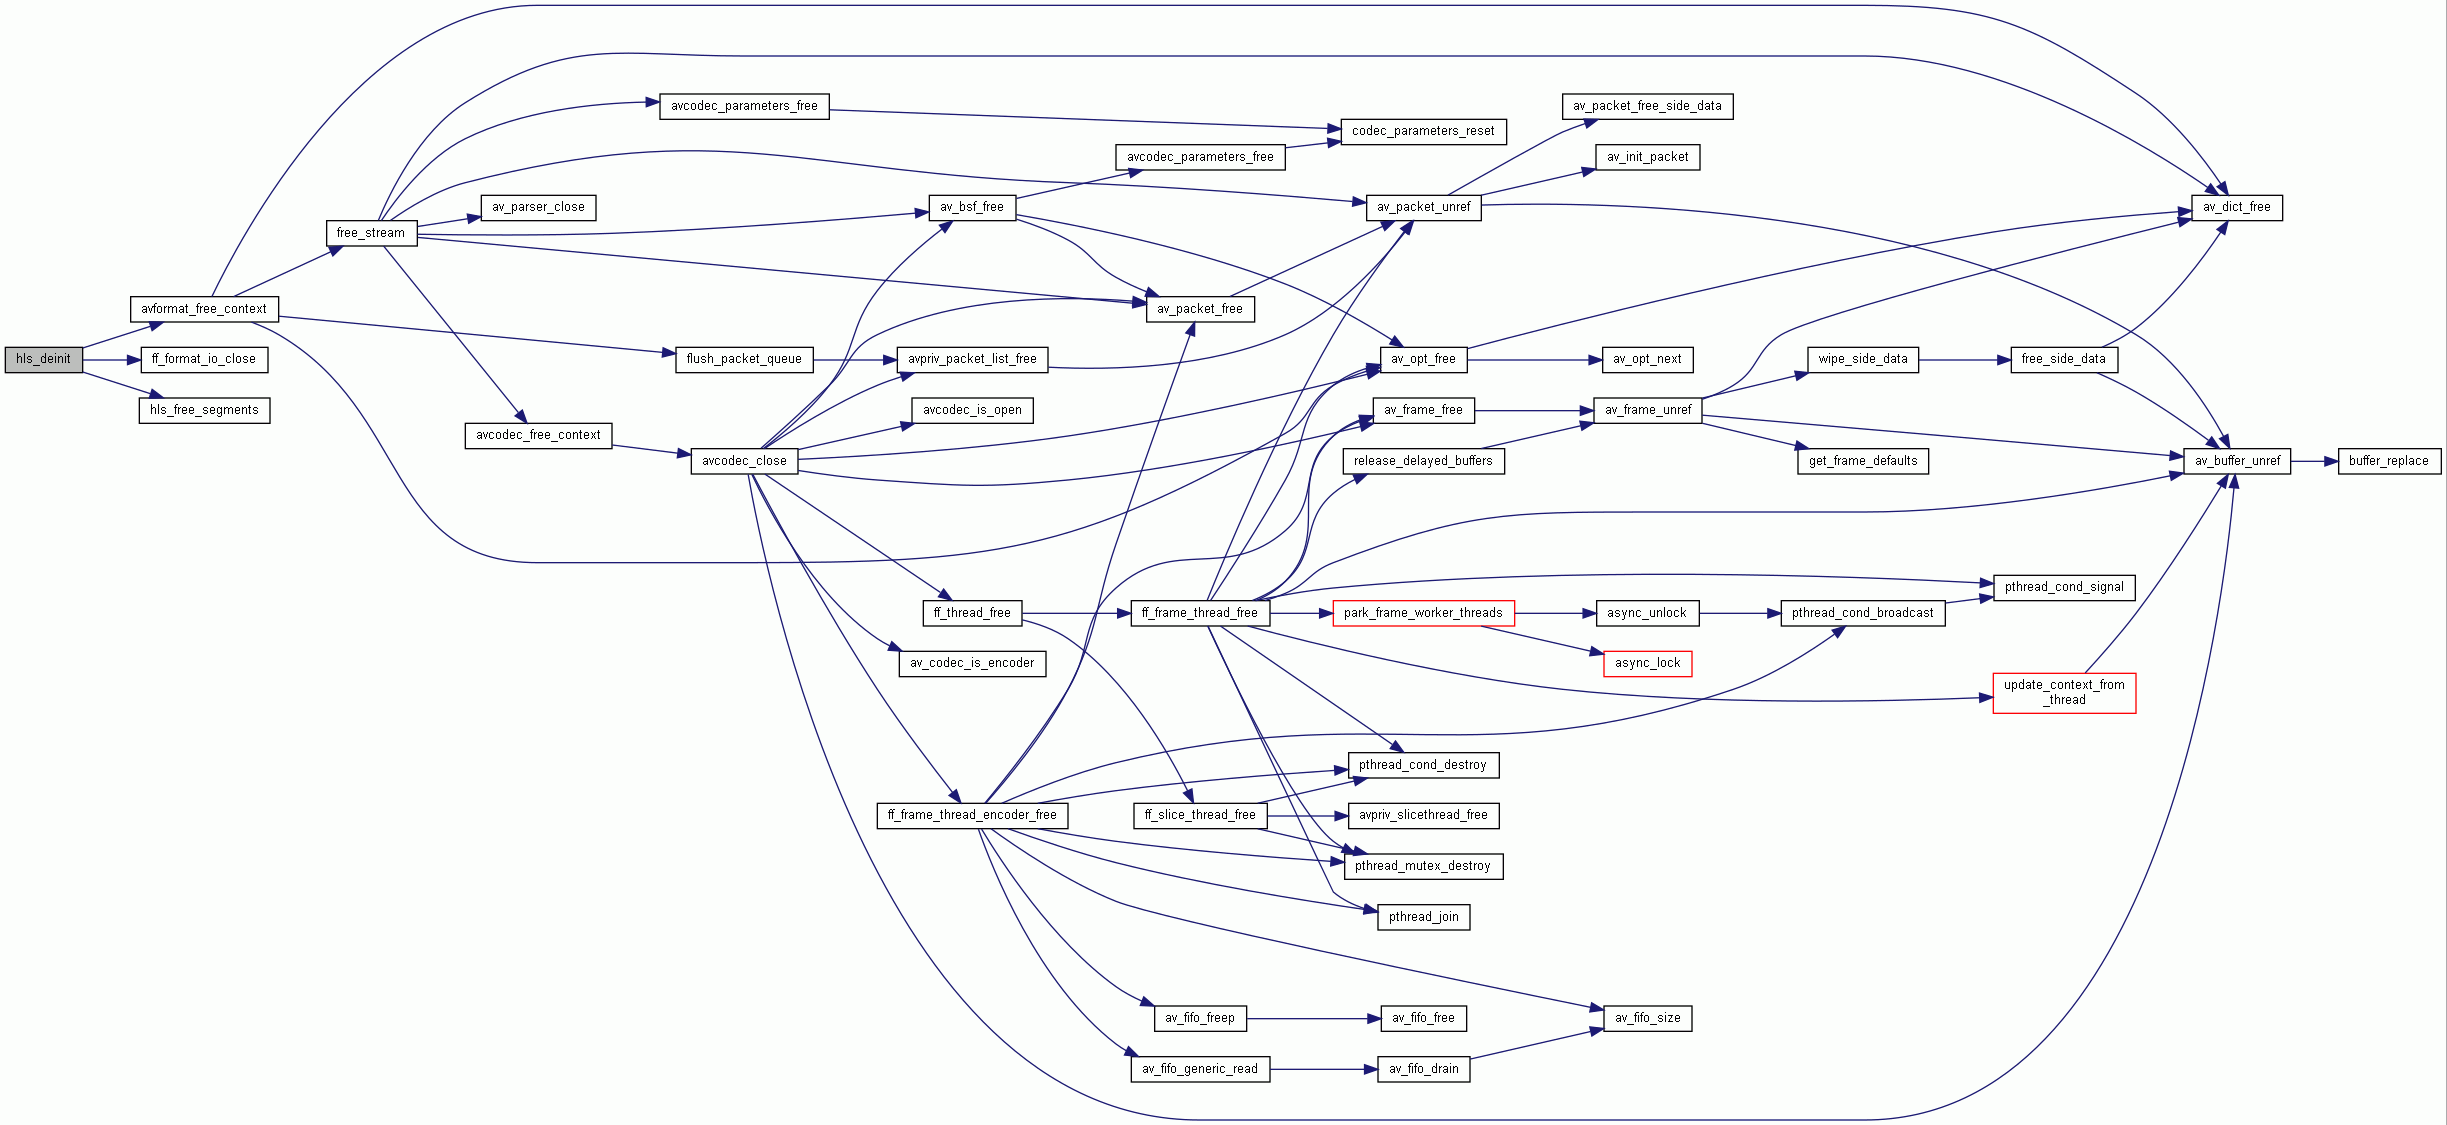 hls_deinit
avformat_free_context
ff_format_io_close
hls_free_segments
free_stream
avcodec_parameters_free
av_parser_close
avcodec_free_context
flush_packet_queue
avcodec_close
av_bsf_free
avpriv_packet_list_free
avcodec_is_open
ff_thread_free
av_codec_is_encoder
ff_frame_thread_encoder_free
avcodec_parameters_free
av_packet_free
ff_frame_thread_free
ff_slice_thread_free
av_fifo_freep
av_fifo_generic_read
codec_parameters_reset
av_packet_unref
av_opt_free
av_frame_free
release_delayed_buffers
park_frame_worker_threads
pthread_cond_destroy
avpriv_slicethread_free
pthread_mutex_destroy
pthread_join
av_fifo_free
av_fifo_drain
av_packet_free_side_data
av_init_packet
av_opt_next
av_frame_unref
async_unlock
async_lock
av_fifo_size
wipe_side_data
get_frame_defaults
pthread_cond_broadcast
free_side_data
pthread_cond_signal
update_context_from
_thread
av_dict_free
av_buffer_unref
buffer_replace